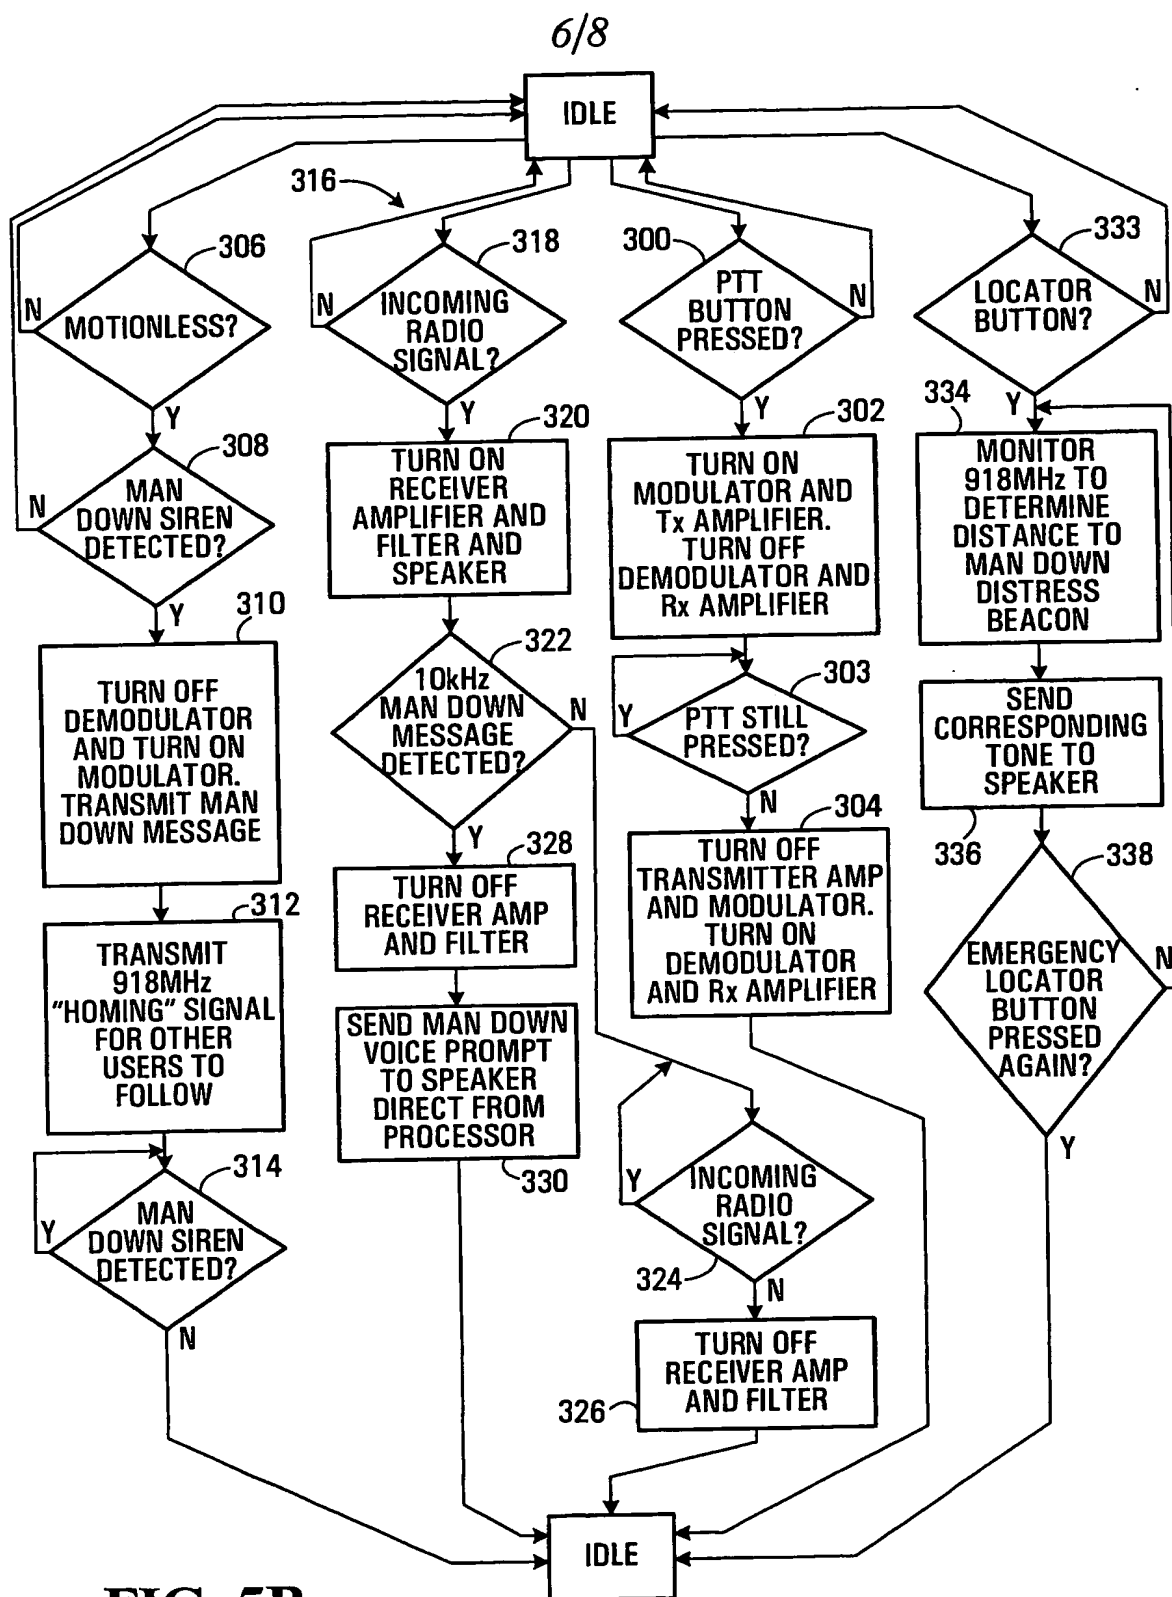 6/8
IDLE
316
306
N
MOTIONLESS?
Y
308
N
MAN
DOWN SIREN
DETECTED?
Y
310
TURN OFF
DEMODULATOR
AND TURN ON
MODULATOR.
TRANSMIT MAN
DOWN MESSAGE
312
TRANSMIT
918MHz
"HOMING" SIGNAL
FOR OTHER
USERS TO
FOLLOW
314
Y
MAN
DOWN SIREN
DETECTED?
N
318
N
INCOMING
RADIO
SIGNAL?
Y
320
TURN ON
RECEIVER
AMPLIFIER AND
FILTER AND
SPEAKER
322
10kHz
MAN DOWN
MESSAGE
DETECTED?
N
Y
328
TURN OFF
RECEIVER AMP
AND FILTER
SEND MAN DOWN
VOICE PROMPT
TO SPEAKER
DIRECT FROM
PROCESSOR
330
300
PTT
BUTTON
PRESSED?
N
Y
302
TURN ON
MODULATOR AND
Tx AMPLIFIER.
TURN OFF
DEMODULATOR AND
Rx AMPLIFIER
303
Y
PTT STILL
PRESSED?
N
304
TURN OFF
TRANSMITTER AMP
AND MODULATOR.
TURN ON
DEMODULATOR
AND Rx AMPLIFIER
Y
INCOMING
RADIO
SIGNAL?
324
N
TURN OFF
RECEIVER AMP
AND FILTER
326
333
LOCATOR
BUTTON?
N
Y
334
MONITOR
918MHz TO
DETERMINE
DISTANCE TO
MAN DOWN
DISTRESS
BEACON
SEND
CORRESPONDING
TONE TO
SPEAKER
336
338
N
EMERGENCY
LOCATOR
BUTTON
PRESSED
AGAIN?
Y
IDLE
FIG. 5B